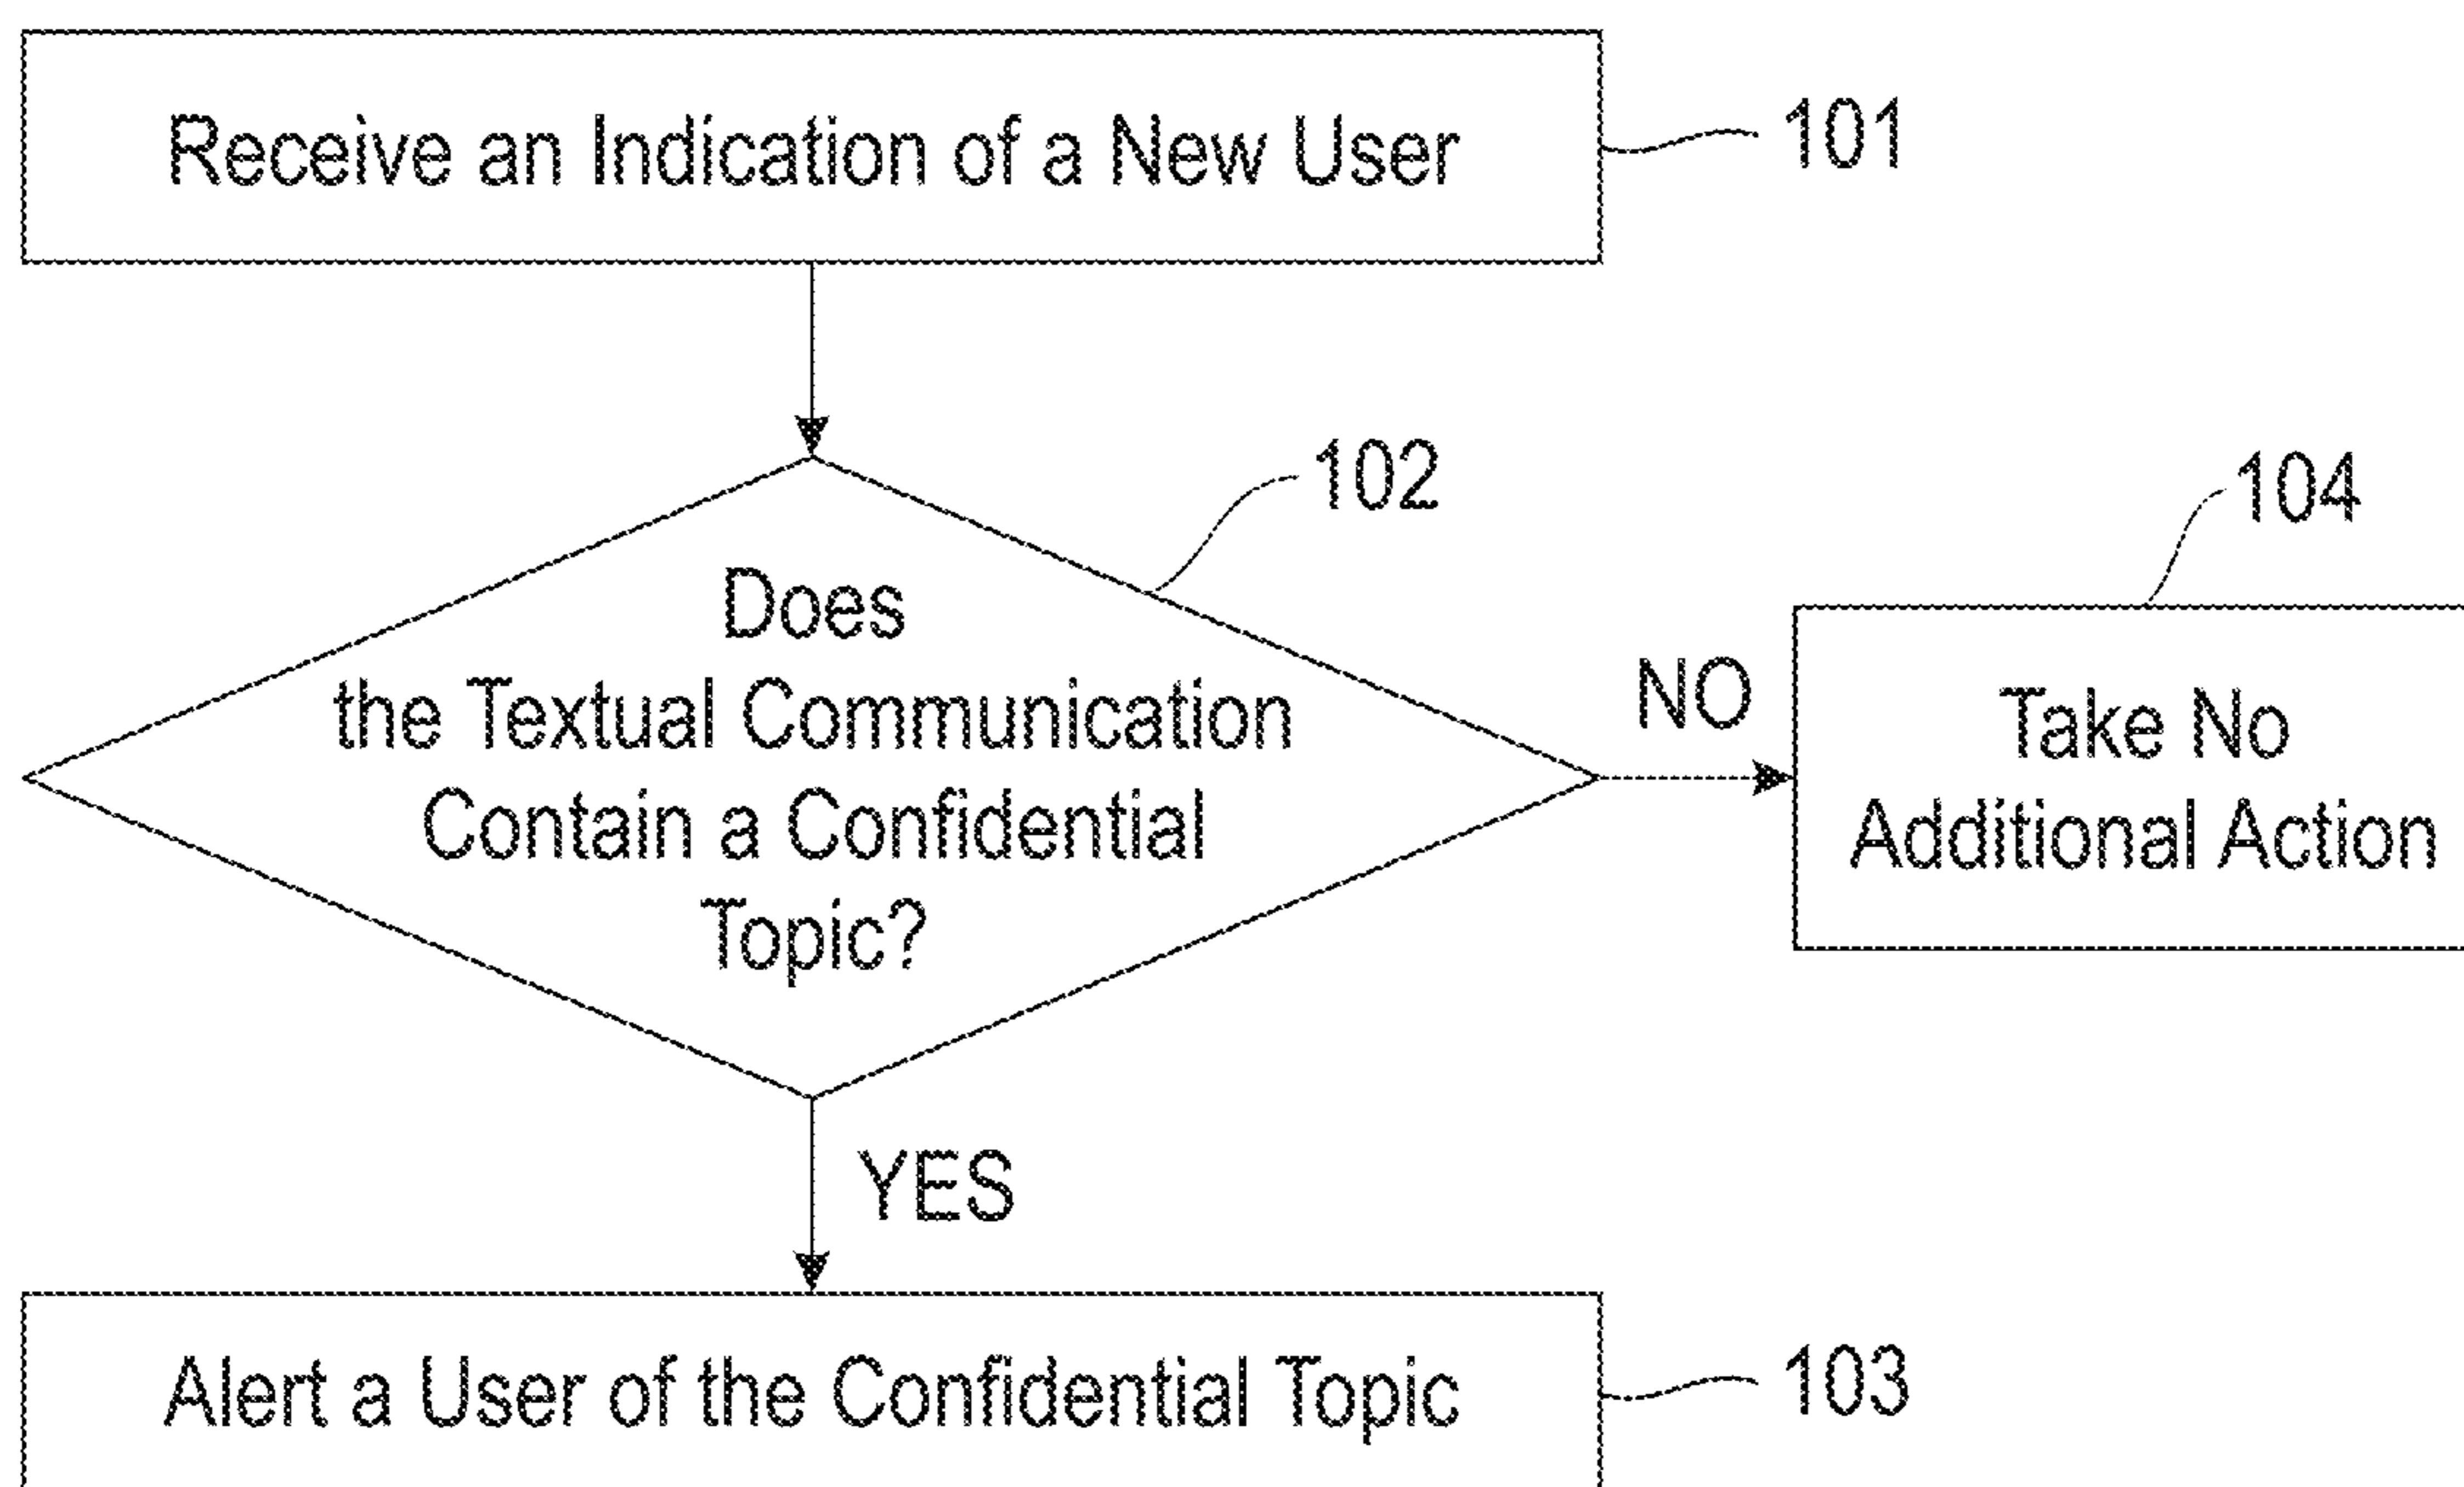 Receive an Indication of a New User
101
102
Does
the Textual Communication
Contain a Confidential
Topic?
NO
104
Take No
Additional Action
YES
Alert a User of the Confidential Topic
103